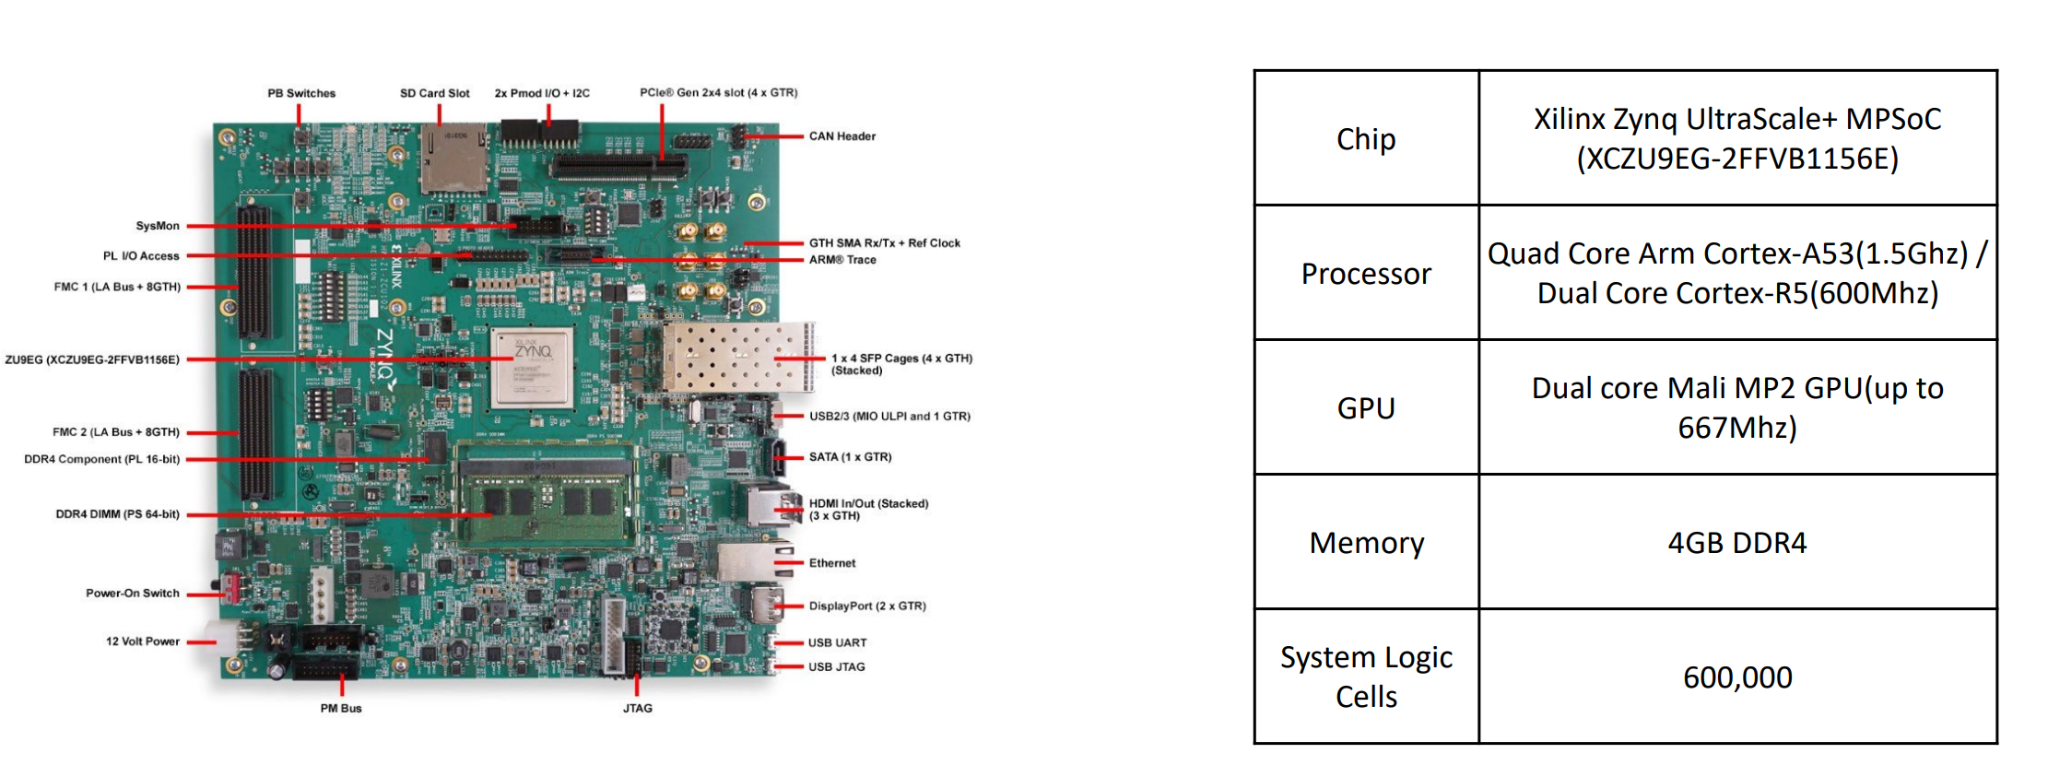 PB Switches
SD Card Slot
2x Pmod I/O + I2C
PCIe® Gen 2x4 slot (4 x GTR)
CAN Header
SysMon
PL I/O Access
FMC 1 (LA Bus + 8GTH)
ZU9EG (XCZU9EG-2FFVB1156E)
FMC 2 (LA Bus + 8GTH)
DDR4 Component (PL 16-bit)
DDR4 DIMM (PS 64-bit)
Power-On Switch
12 Volt Power
PM Bus
JTAG
GTH SMA Rx/Tx + Ref Clock
ARM® Trace
1 x 4 SFP Cages (4 x GTH)
(Stacked)
USB2/3 (MIO ULPI and 1 GTR)
SATA (1 x GTR)
HDMI In/Out (Stacked)
(3 x GTH)
Ethernet
DisplayPort (2 x GTR)
USB UART
USB JTAG
XILINX
ZYNQ
XILINX
ZYNQ
Chip
Xilinx Zynq UltraScale+ MPSoC
(XCZU9EG-2FFVB1156E)
Processor
Quad Core Arm Cortex-A53(1.5Ghz) /
Dual Core Cortex-R5(600Mhz)
GPU
Dual core Mali MP2 GPU(up to
667Mhz)
Memory
4GB DDR4
System Logic
Cells
600,000